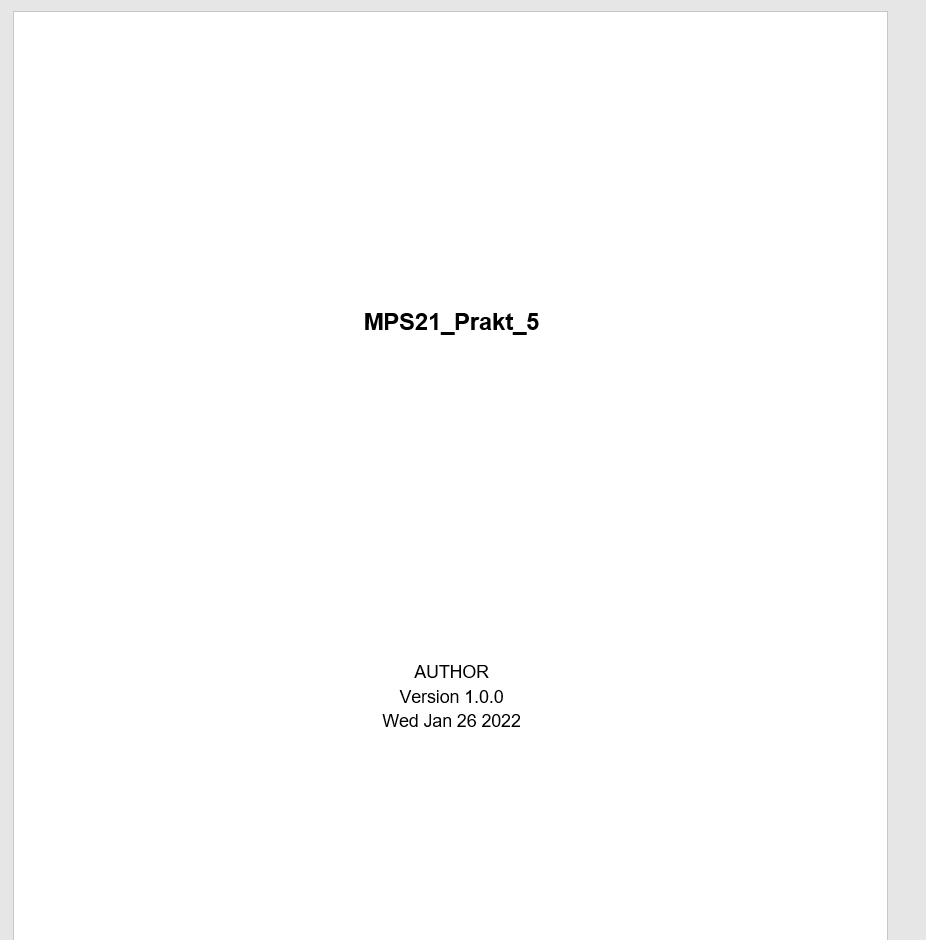 MPS21_Prakt_5
AUTHOR
Version 1.0.0
Wed Jan 26 2022